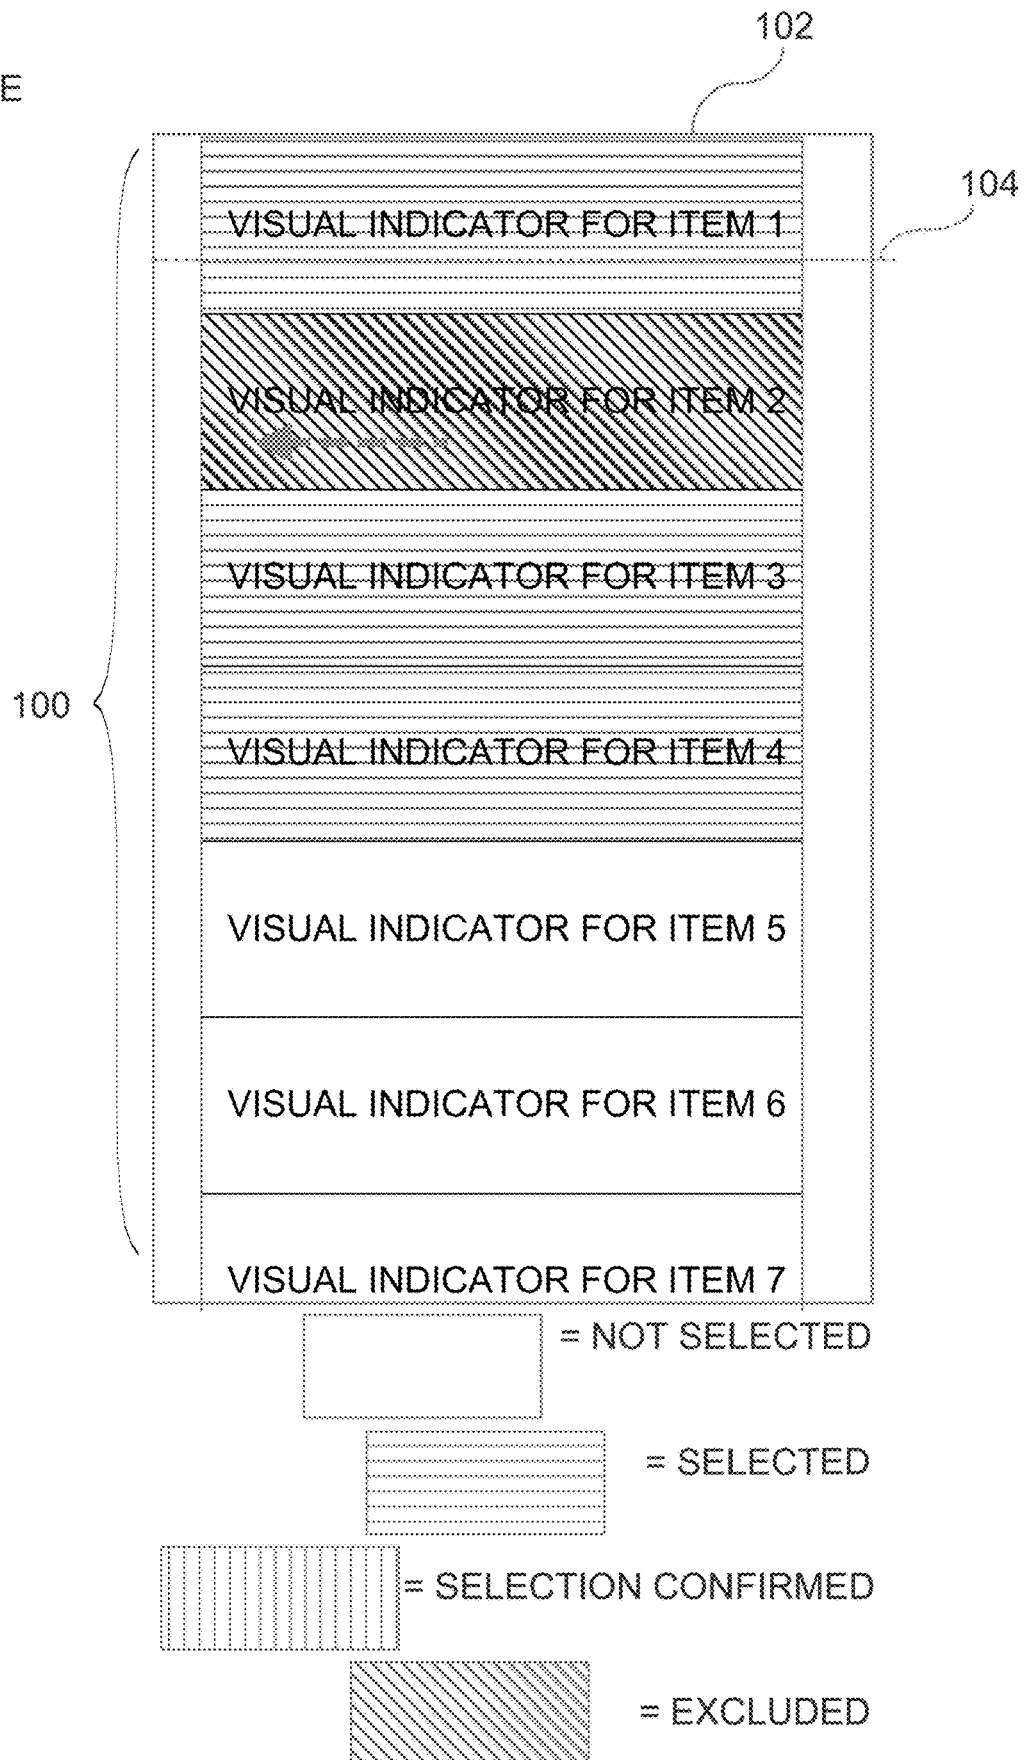 102
E
104
VISUAL INDICATOR FOR ITEM 1
VISUAL INDICATOR FOR ITEM 2
VISUAL INDICATOR FOR ITEM 3
100
VISUAL INDICATOR FOR ITEM 4
VISUAL INDICATOR FOR ITEM 5
VISUAL INDICATOR FOR ITEM 6
VISUAL INDICATOR FOR ITEM 7
= NOT SELECTED
= SELECTED
= SELECTION CONFIRMED
= EXCLUDED